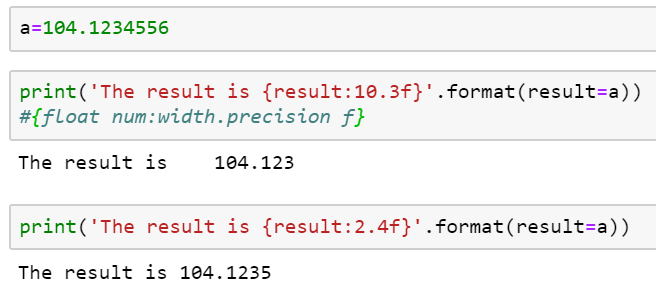 a=104.1234556
print('The result is {result:10.3f}'.format(result=a))
#{float num:width.precision f}
The result is    104.123
print('The result is {result:2.4f}'.format(result=a))
The result is 104.1235